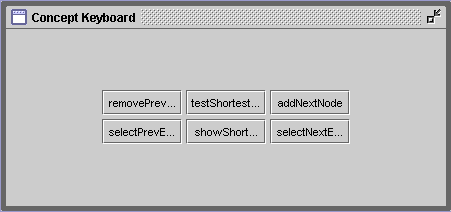 Concept Keyboard
removePrev... testShortest... addNextNode
selectPrevE... showShort... selectNextE...